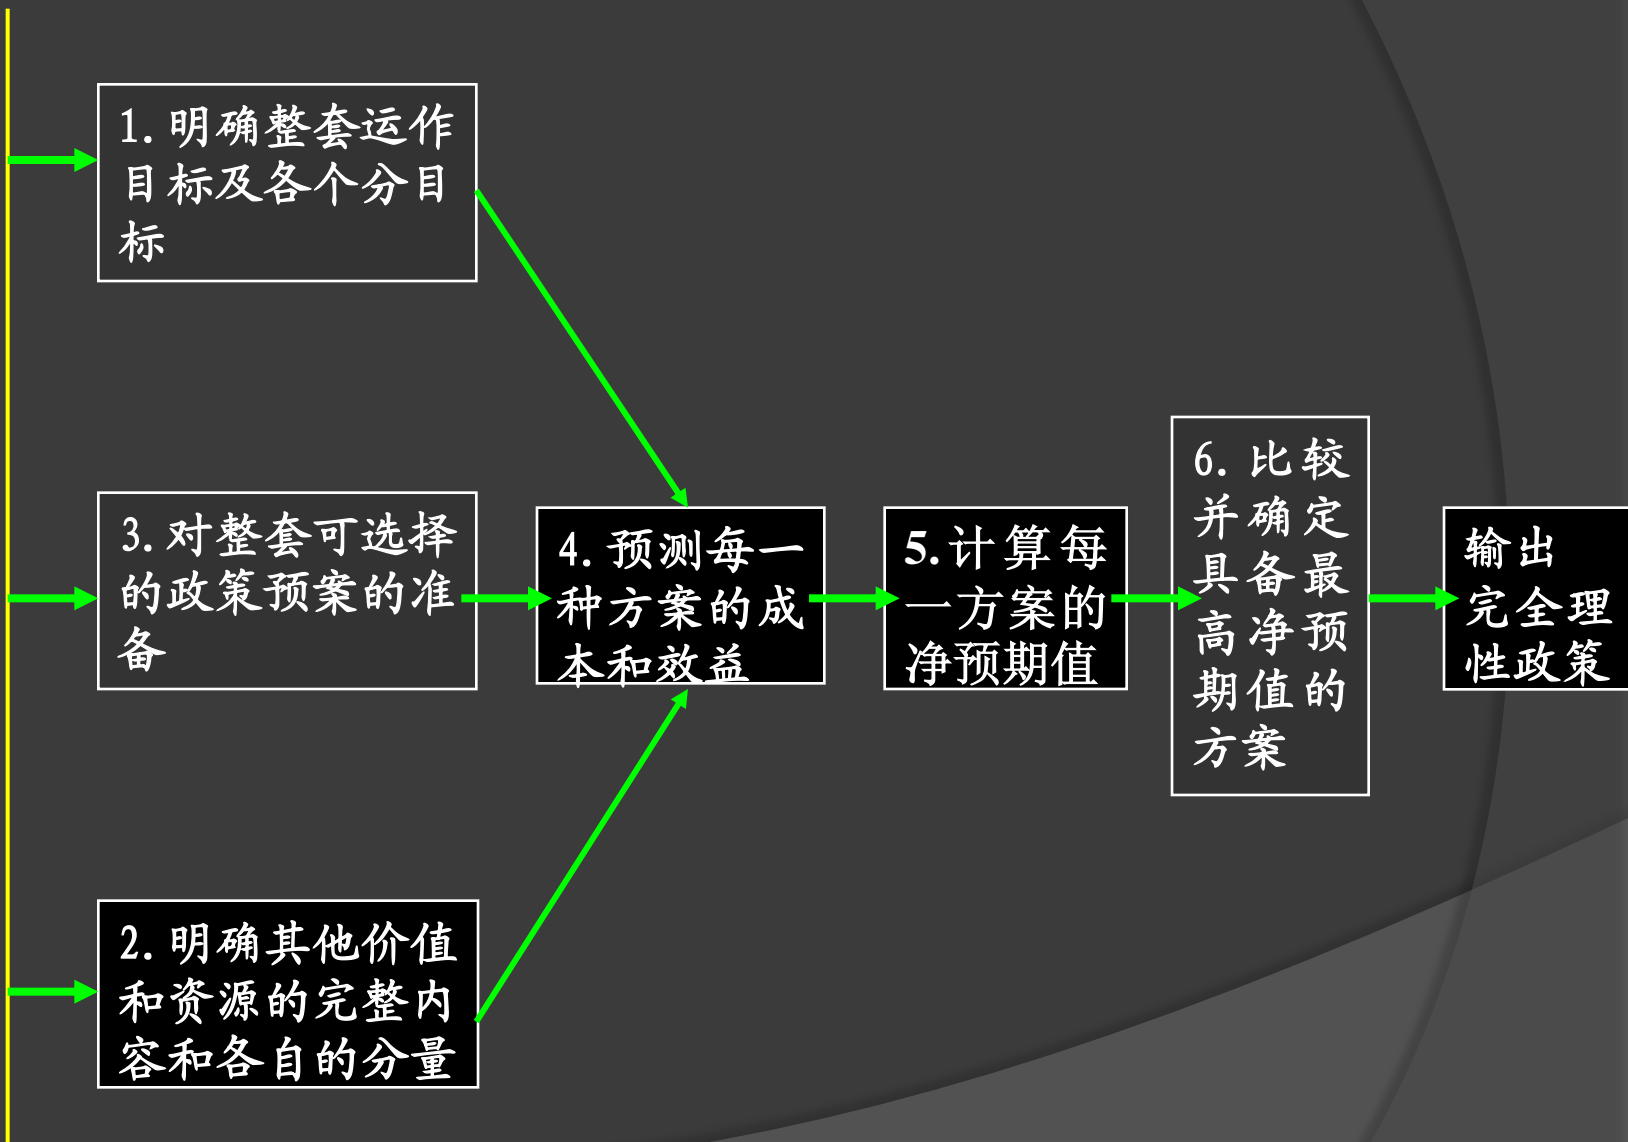 1.明确整套运作
目标及各个分目
标
3.对整套可选择
的政策预案的准
备
2.明确其他价值
和资源的完整内
容和各自的分量
4.预测每一
种方案的成
本和效益
5.计算每
一方案的
净预期值
6.比较
并确定
具备最
高净预
期值的
方案
输出
完全理
性政策